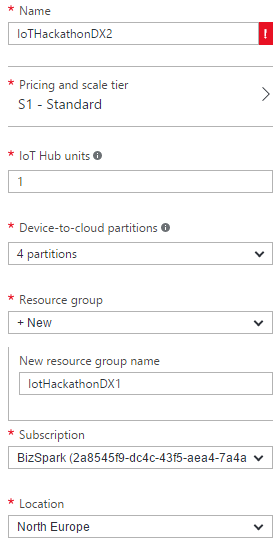 * Name
IoTHackathonDX2
!
* Pricing and scale tier
S1 - Standard
* IoT Hub units
1
* Device-to-cloud partitions
4 partitions
* Resource group
+ New
New resource group name
IotHackathonDX1
* Subscription
BizSpark (2a8545f9-dc4c-43f5-aea4-7a4a
* Location
North Europe